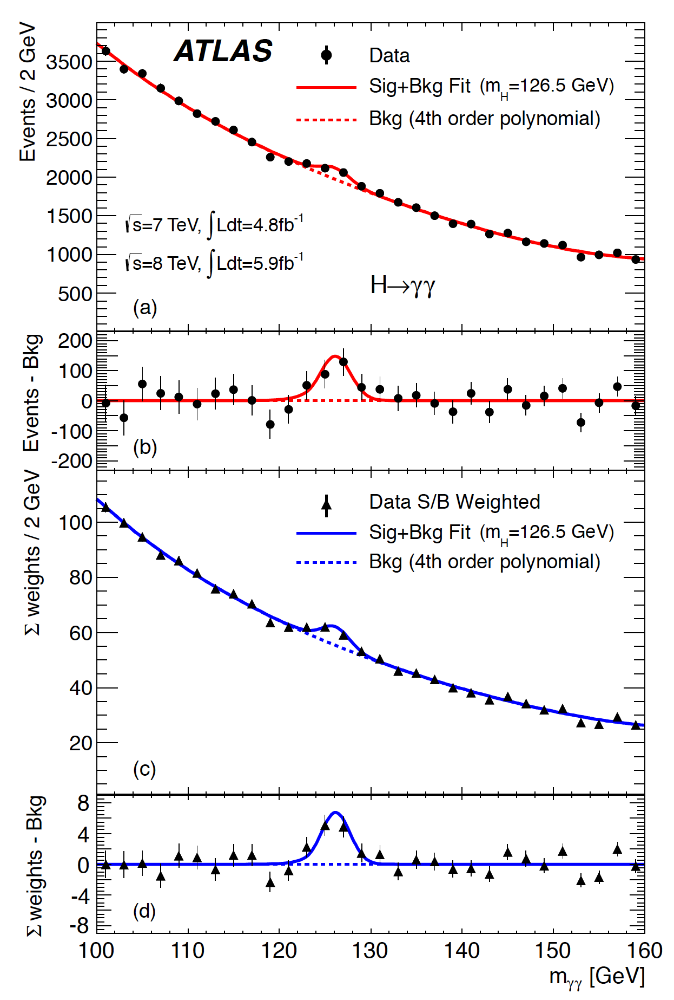 ATLAS
Data
Sig+Bkg Fit (mH=126.5 GeV)
Bkg (4th order polynomial)
Events / 2 GeV
3500
3000
2500
2000
1500
1000
500
√s=7 TeV, ∫Ldt=4.8fb-1
√s=8 TeV, ∫Ldt=5.9fb-1
H→γγ
(a)
Events - Bkg
200
100
0
-100
-200
(b)
Σ weights / 2 GeV
Data S/B Weighted
Sig+Bkg Fit (mH=126.5 GeV)
Bkg (4th order polynomial)
100
80
60
40
20
(c)
Σ weights - Bkg
8
4
0
-4
-8
(d)
100 110 120 130 140 150 160
mγγ [GeV]